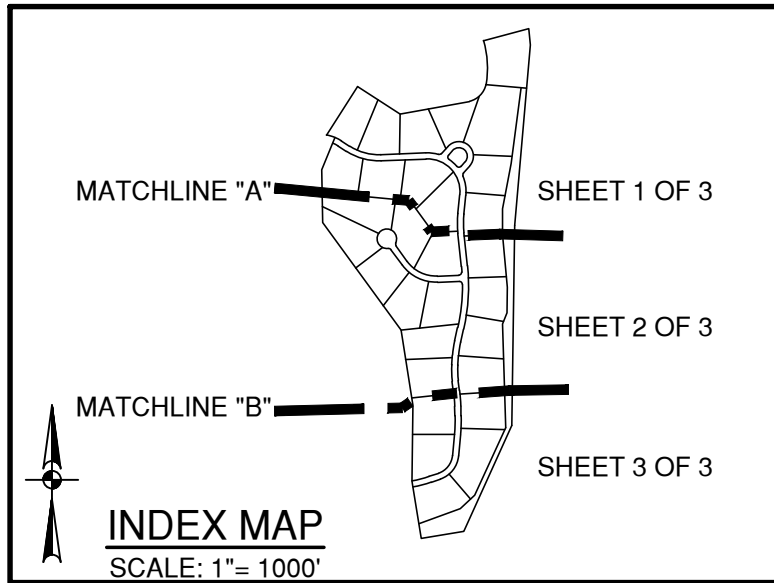 MATCHLINE "A"
SHEET 1 OF 3
SHEET 2 OF 3
MATCHLINE "B"
SHEET 3 OF 3
INDEX MAP
SCALE: 1"= 1000'